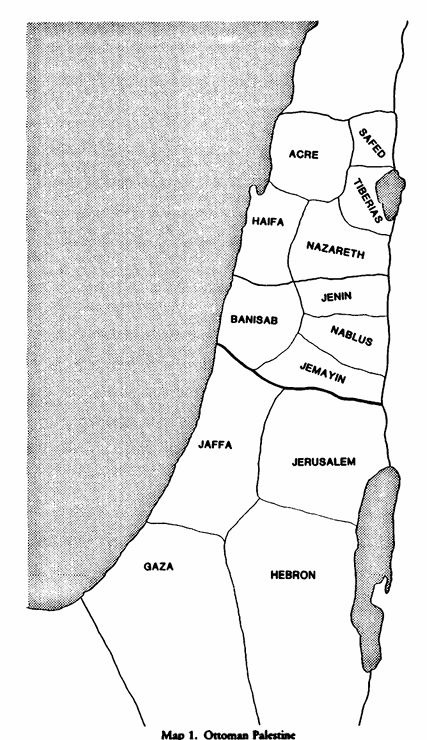 SAFED
ACRE
TIBERIAS
HAIFA
NAZARETH
JENIN
BANISAB
NABLUS
JEMAYIN
JAFFA
JERUSALEM
GAZA
HEBRON
Map 1. Ottoman Palestine